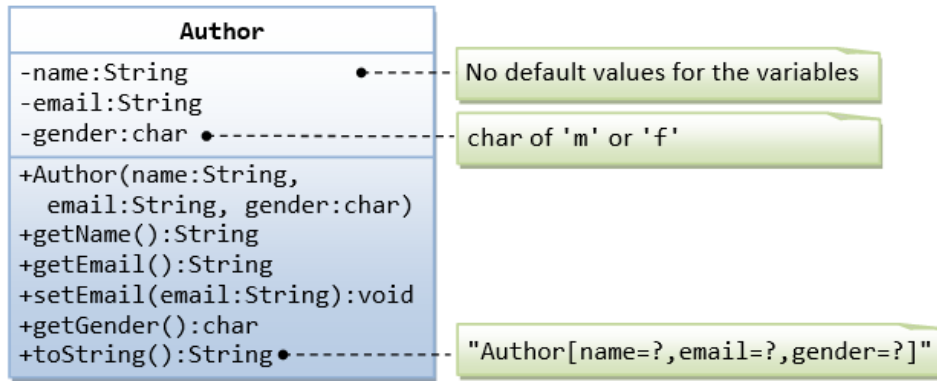 Author
-name:String
No default values for the variables
-email:String
-gender:char
char of 'm' or 'f'
+Author(name:String,
email:String, gender:char)
+getName():String
+getEmail():String
+setEmail(email:String):void
+getGender():char
+toString():String
"Author[name=?,email=?,gender=?]"